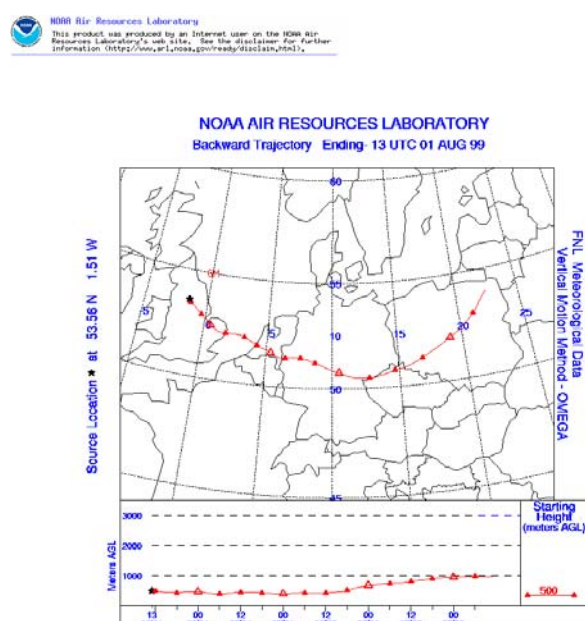 NOAA Air Resources Laboratory
This product was produced by an Internet user on the NOAA Air
Resources Laboratory's web site. See the disclaimer for further
information (http://www.arl.noaa.gov/ready/disclaim.html).
NOAA AIR RESOURCES LABORATORY
Backward Trajectory Ending- 13 UTC 01 AUG 99
Source Location ★ at 53.56 N 1.51 W
60
55
-5
0
5
10
15
20
25
50
45
FNL Meteorological Data
Vertical Motion Method - OMEGA
Meters AGL
3000
2000
1000
Starting
Height
(meters AGL)
500
13 00 12 00 12 00 12 00